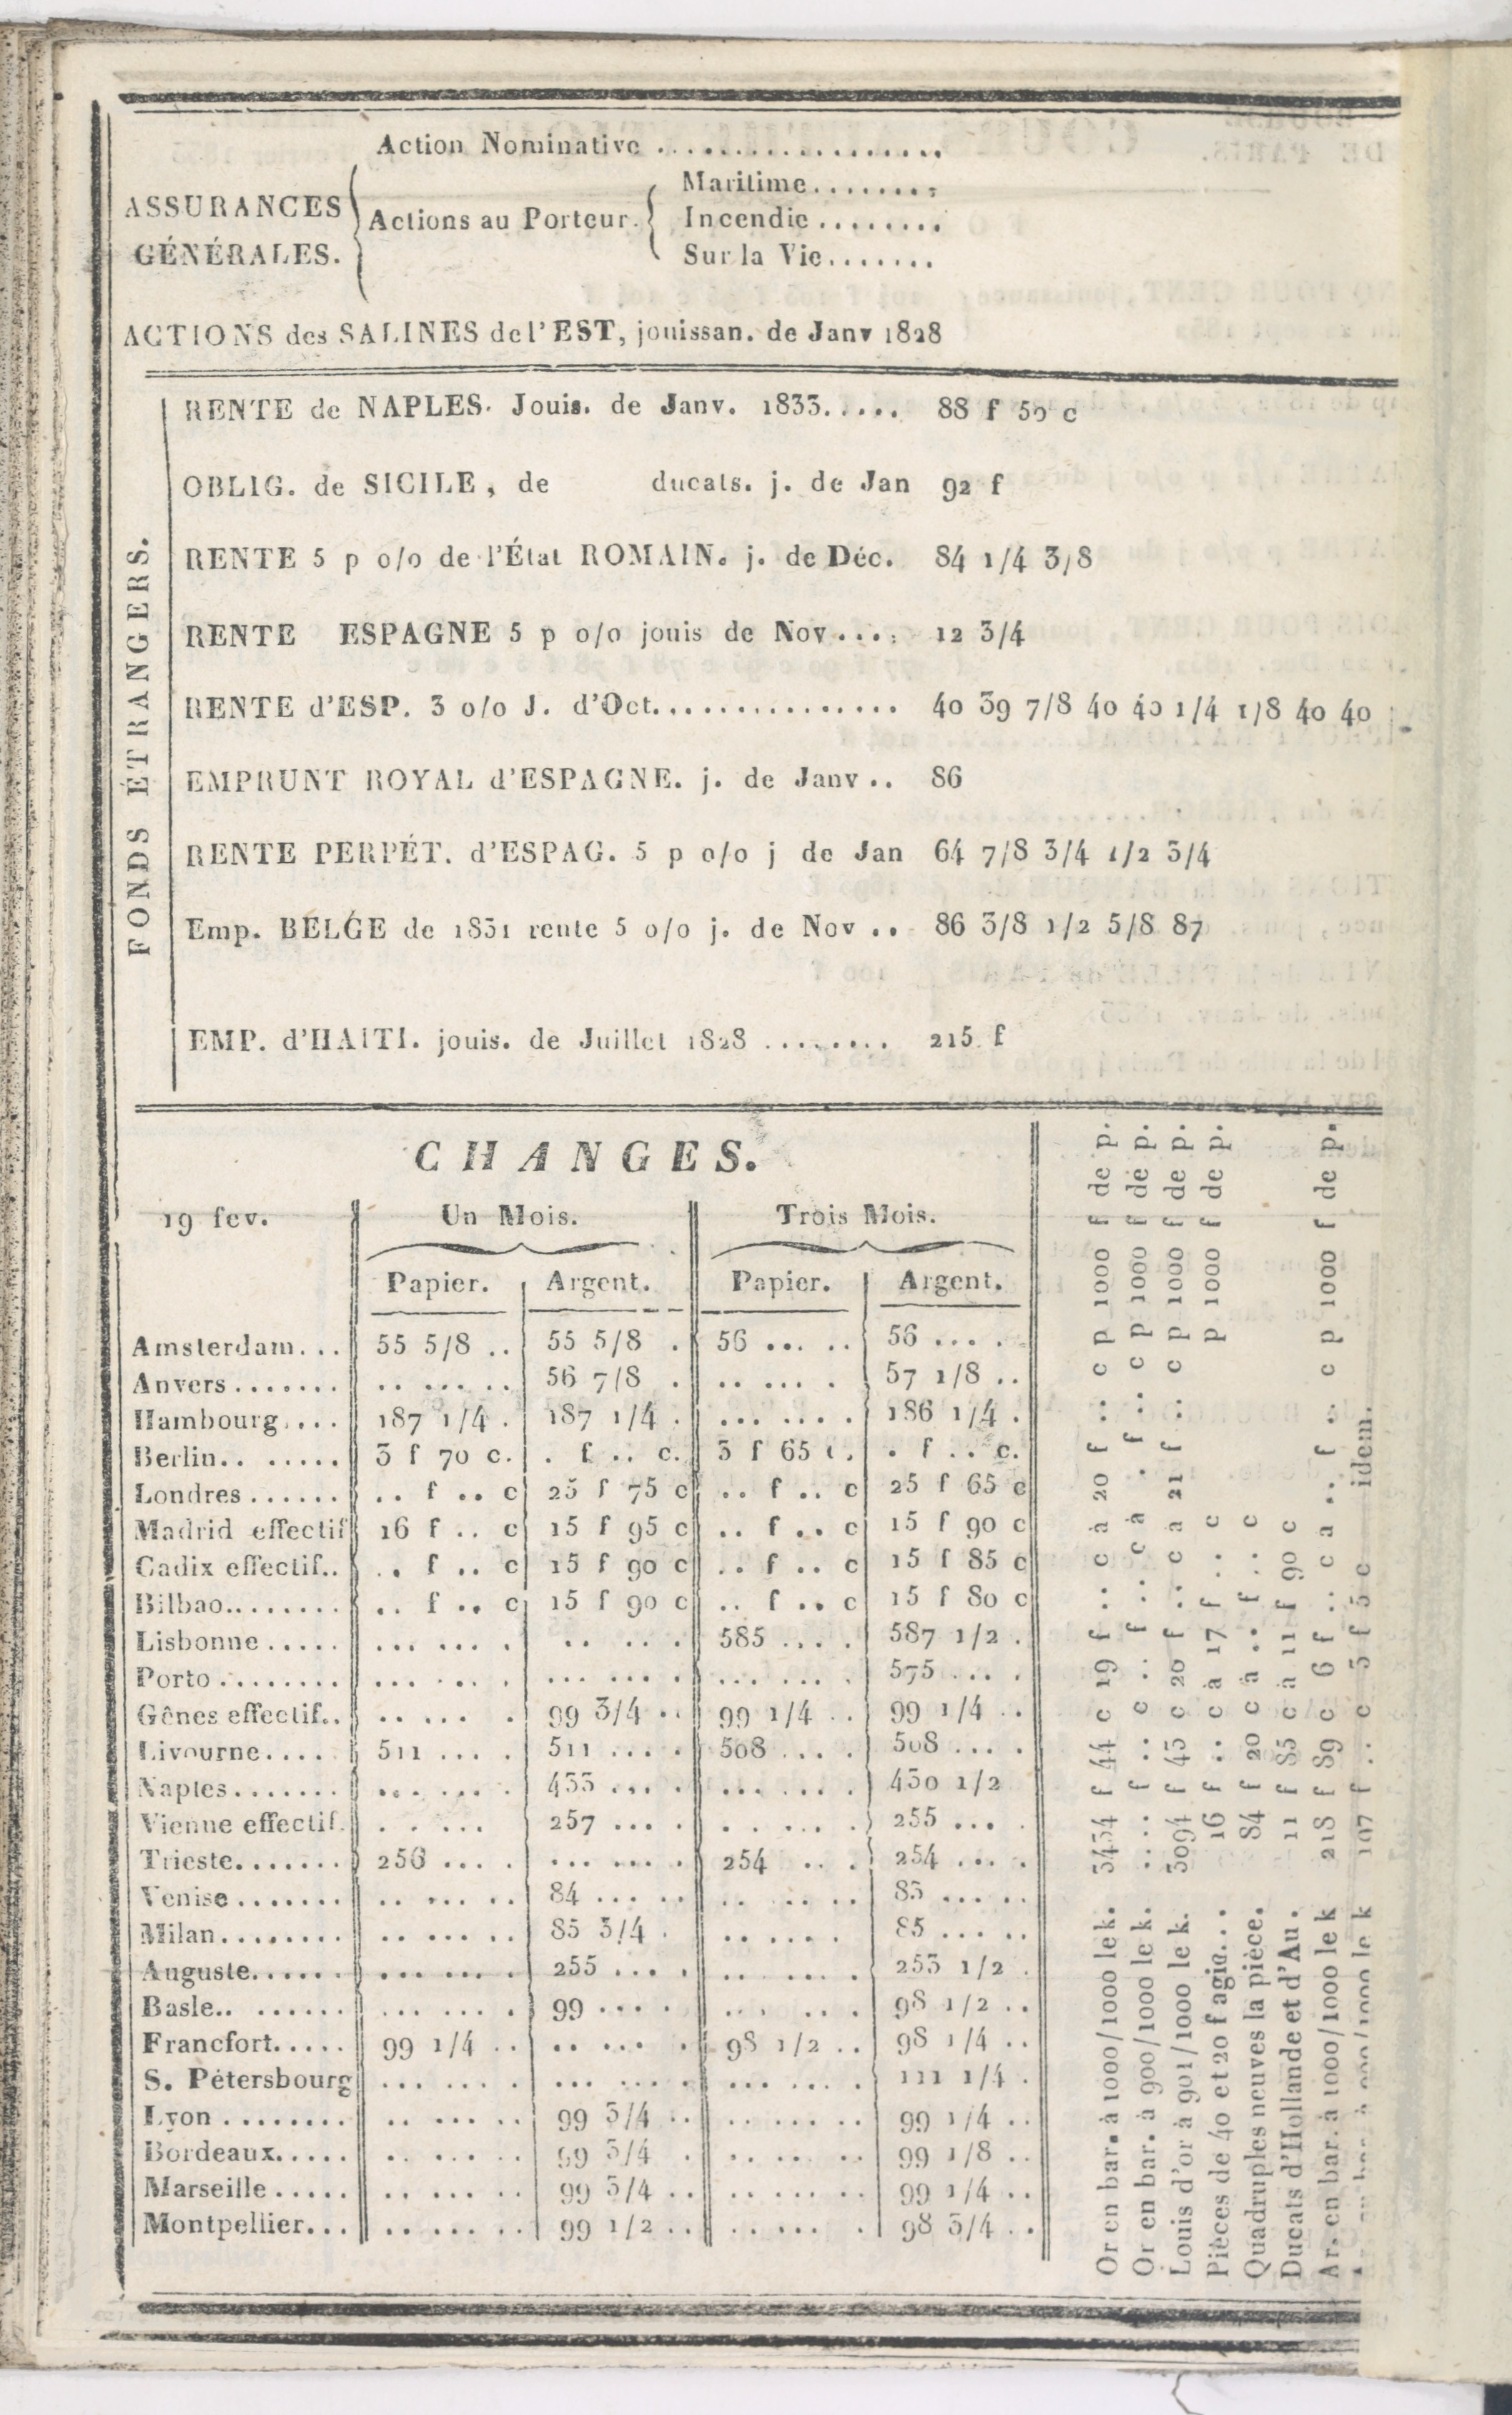 Action Nominative ..................
ASSURANCES GÉNÉRALES.
Actions au Porteur.
Maritime........
Incendie........
Sur la Vie.......
ACTIONS des SALINES de l'EST, jouissan. de Janv 1828
FONDS ÉTRANGERS.
RENTE de NAPLES. Jouis. de Janv. 1833..... 88 f 50 c
OBLIG. de SICILE, de ducats. j. de Jan 92 f
RENTE 5 p o/o de l'État ROMAIN. j. de Déc. 84 1/4 3/8
RENTE ESPAGNE 5 p o/o jouis de Nov.... 12 3/4
RENTE d'ESP. 3 o/o J. d'Oct................ 40 39 7/8 40 40 1/4 1/8 40 40
EMPRUNT ROYAL d'ESPAGNE. j. de Janv .. 86
RENTE PERPÉT. d'ESPAG. 5 p o/o j de Jan 64 7/8 3/4 1/2 3/4
Emp. BELGE de 1831 rente 5 o/o j. de Nov .. 86 3/8 1/2 5/8 87
EMP. d'HAITI. jouis. de Juillet 1828 ........ 215 f
CHANGES.
19 fev. Un Mois. Trois Mois.
Papier. Argent. Papier. Argent.
Amsterdam... 55 5/8 .. 55 5/8 . 56 ... .. 56 ... .
Anvers....... .. ... .. 56 7/8 . .. ... . 57 1/8 ..
Hambourg.... 187 1/4 . 187 1/4 . ... ... . 186 1/4 .
Berlin.. ..... 3 f 70 c. . f .. c. 3 f 65 c. . f .. c.
Londres...... .. f .. c 25 f 75 c .. f .. c 25 f 65 c
Madrid effectif 16 f .. c 15 f 95 c .. f .. c 15 f 90 c
Cadix effectif.. .. f .. c 15 f 90 c .. f .. c 15 f 85 c
Bilbao........ .. f .. c 15 f 90 c .. f .. c 15 f 80 c
Lisbonne..... ... ... . .. ... . 585 .... 587 1/2 .
Porto........ ... ... . ... ... . ... ... . 575 ... .
Gênes effectif.. .. ... . 99 3/4 .. 99 1/4 .. 99 1/4 ..
Livourne..... 511 .... 511 .... 508 .... 508 ... .
Naples....... ... ... . 433 .... ... ... . 430 1/2
Vienne effectif. . . ... 257 .... . . ... . 255 ... .
Trieste....... 256 .... ... ... . 254 .. . 254 ... .
Venise....... .. ... .. 84 ... .. .. ... .. 83 ... ..
Milan........ .. ... .. 85 3/4 . .. ... . 85 ... ..
Auguste...... ... ... . 255 .... .. ... . 253 1/2 .
Basle.. ...... ... ... . 99 .... ... ... 98 1/2 ..
Francfort..... 99 1/4 .. .. ... . 98 1/2 .. 98 1/4 ..
S. Pétersbourg ... ... . ... ... . ... ... . 111 1/4 .
Lyon ........ .. ... .. 99 3/4 .. .. ... .. 99 1/4 ..
Bordeaux..... .. ... .. 99 3/4 . .. ... .. 99 1/8 ..
Marseille ..... .. ... .. 99 3/4 .. .. ... .. 99 1/4 ..
Montpellier... .. ... .. 99 1/2 .. .. ... . 98 3/4 ..
Or en bar. à 1000/1000 le k. 3434 f 44 c 19 f .. c à 20 f .. c p 1000 f de p.
Or en bar. à 900/1000 le k. .... f .. c .. f .. c à . f .. c p 1000 f de p.
Louis d'or à 901/1000 le k. 3094 f 43 c 20 f .. c à 21 f .. c p 1000 f de p.
Pièces de 40 et 20 f agio... 16 f .. c à 17 f .. c p 1000 f de p.
Quadruples neuves la pièce. 84 f 20 c à .. f .. c
Ducats d'Hollande et d'Au. 11 f 85 c à 11 f 90 c
Ar. en bar. à 1000/1000 le k 218 f 89 c 6 f .. c a .. f .. c p 1000 f de p.
le k 197 f .. c 3 f 5 c idem.